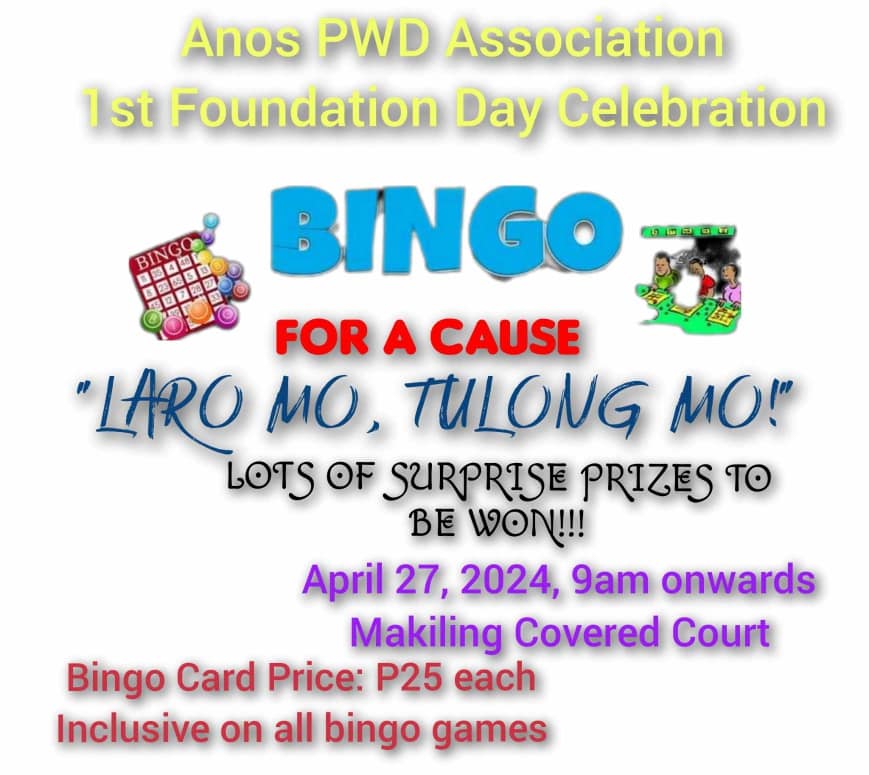 Anos PWD Association
1st Foundation Day Celebration
BINGO
BINGO
FOR A CAUSE
"LARO MO, TULONG MO!"
LOTS OF SURPRISE PRIZES TO
BE WON!!!
April 27, 2024, 9am onwards
Makiling Covered Court
Bingo Card Price: P25 each
Inclusive on all bingo games